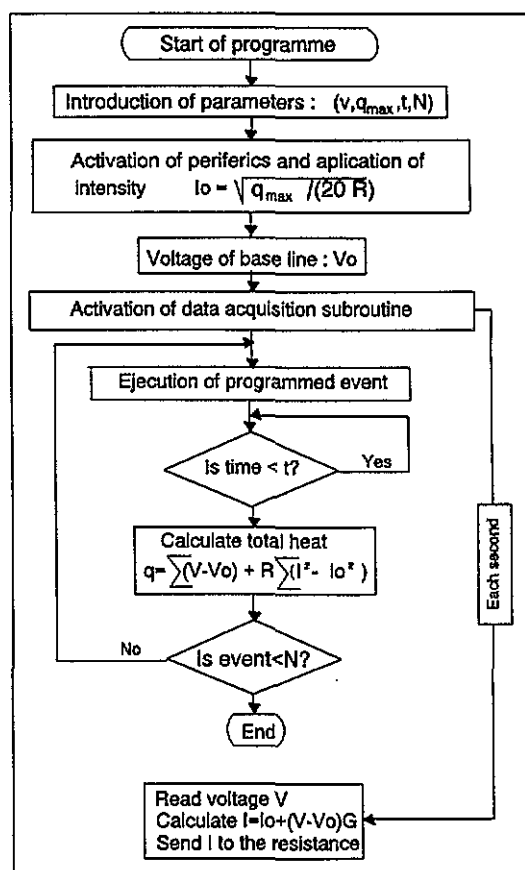 Start of programme
Introduction of parameters : (v,qmax,t,N)
Activation of periferics and aplication of
intensity Io = √qmax /(20 R)
Voltage of base line : Vo
Activation of data acquisition subroutine
Ejecution of programmed event
Is time < t?
Yes
Calculate total heat
q=∑(V-Vo) + R∑(I²- Io²)
Each second
No
Is event<N?
End
Read voltage V
Calculate I=Io+(V-Vo)G
Send I to the resistance